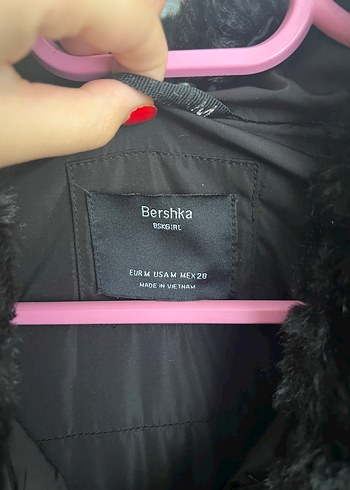 Bershka
BSKGIRL
EUR M USA M MEX 28
MADE IN VIETNAM